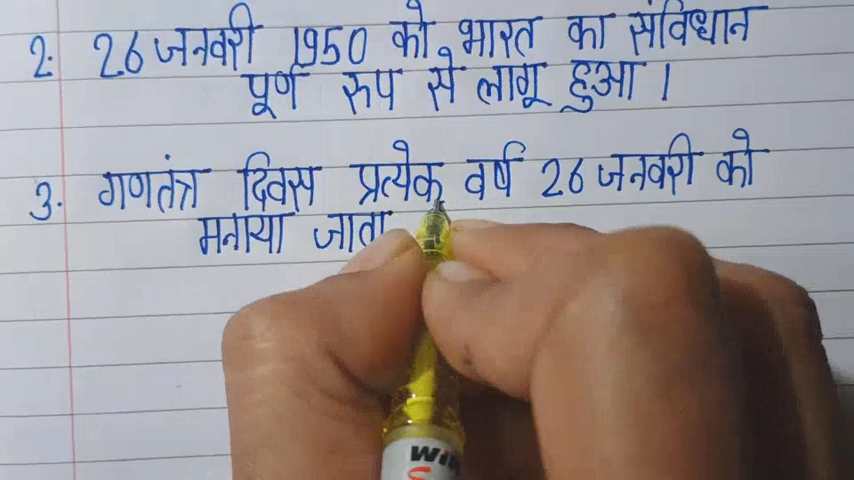 2. 26 जनवरी 1950 को भारत का संविधान
पूर्ण रुप से लागू हुआ ।
3. गणतंत्र दिवस प्रत्येक वर्ष 26 जनवरी को
मनाया जाता